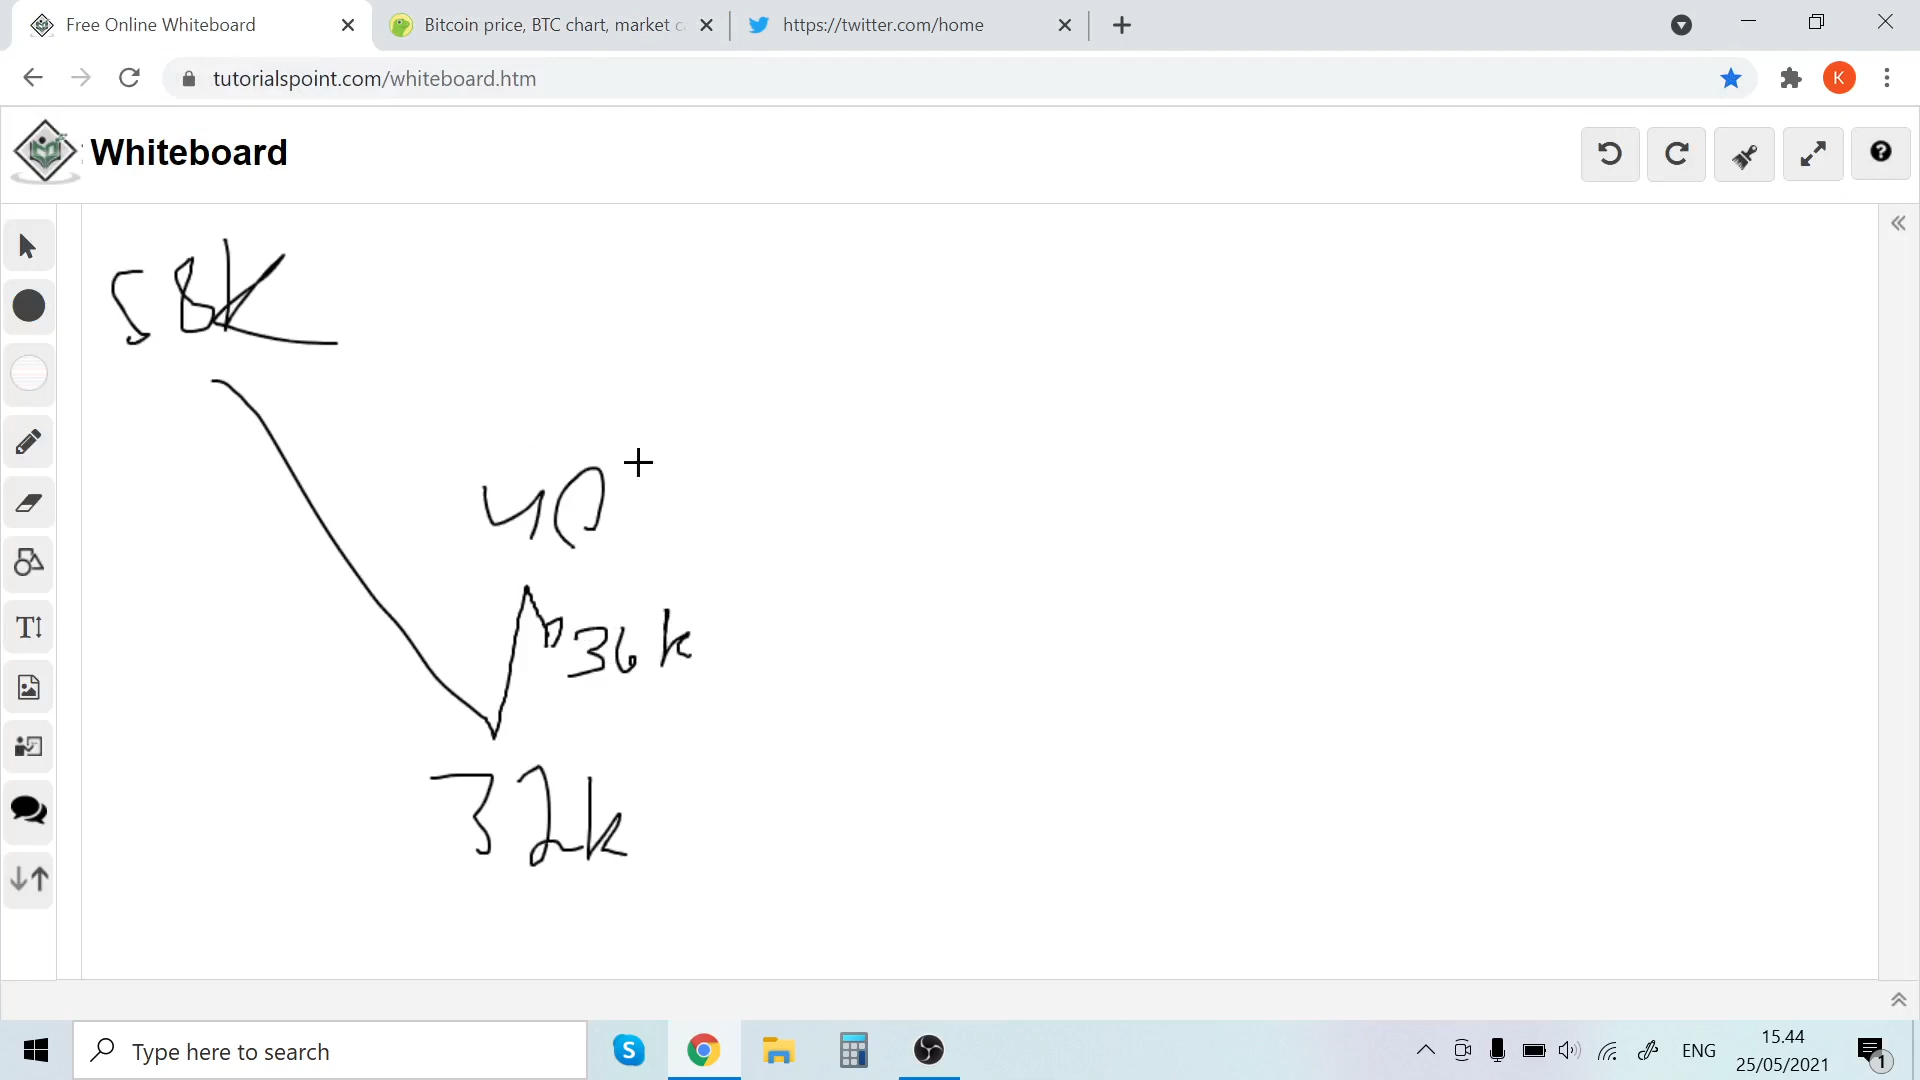 Free Online Whiteboard
Bitcoin price, BTC chart, market c
https://twitter.com/home
tutorialspoint.com/whiteboard.htm
K
Whiteboard
58k
40
36k
32k
Type here to search
ENG
15.44
25/05/2021
1